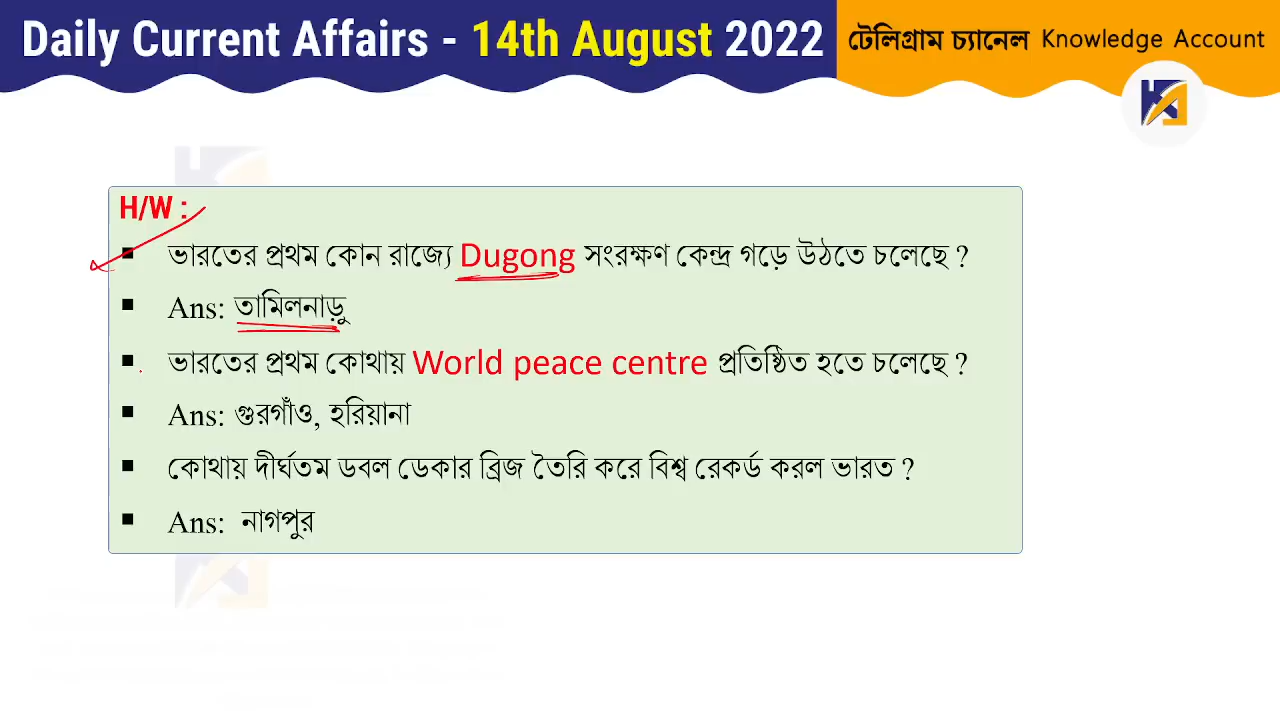 Daily Current Affairs - 14th August 2022
টেলিগ্রাম চ্যানেল Knowledge Account
H/W :
▪ ভারতের প্রথম কোন রাজ্যে Dugong সংরক্ষণ কেন্দ্র গড়ে উঠতে চলেছে ?
▪ Ans: তামিলনাড়ু
▪ ভারতের প্রথম কোথায় World peace centre প্রতিষ্ঠিত হতে চলেছে ?
▪ Ans: গুরগাঁও, হরিয়ানা
▪ কোথায় দীর্ঘতম ডবল ডেকার ব্রিজ তৈরি করে বিশ্ব রেকর্ড করল ভারত ?
▪ Ans: নাগপুর